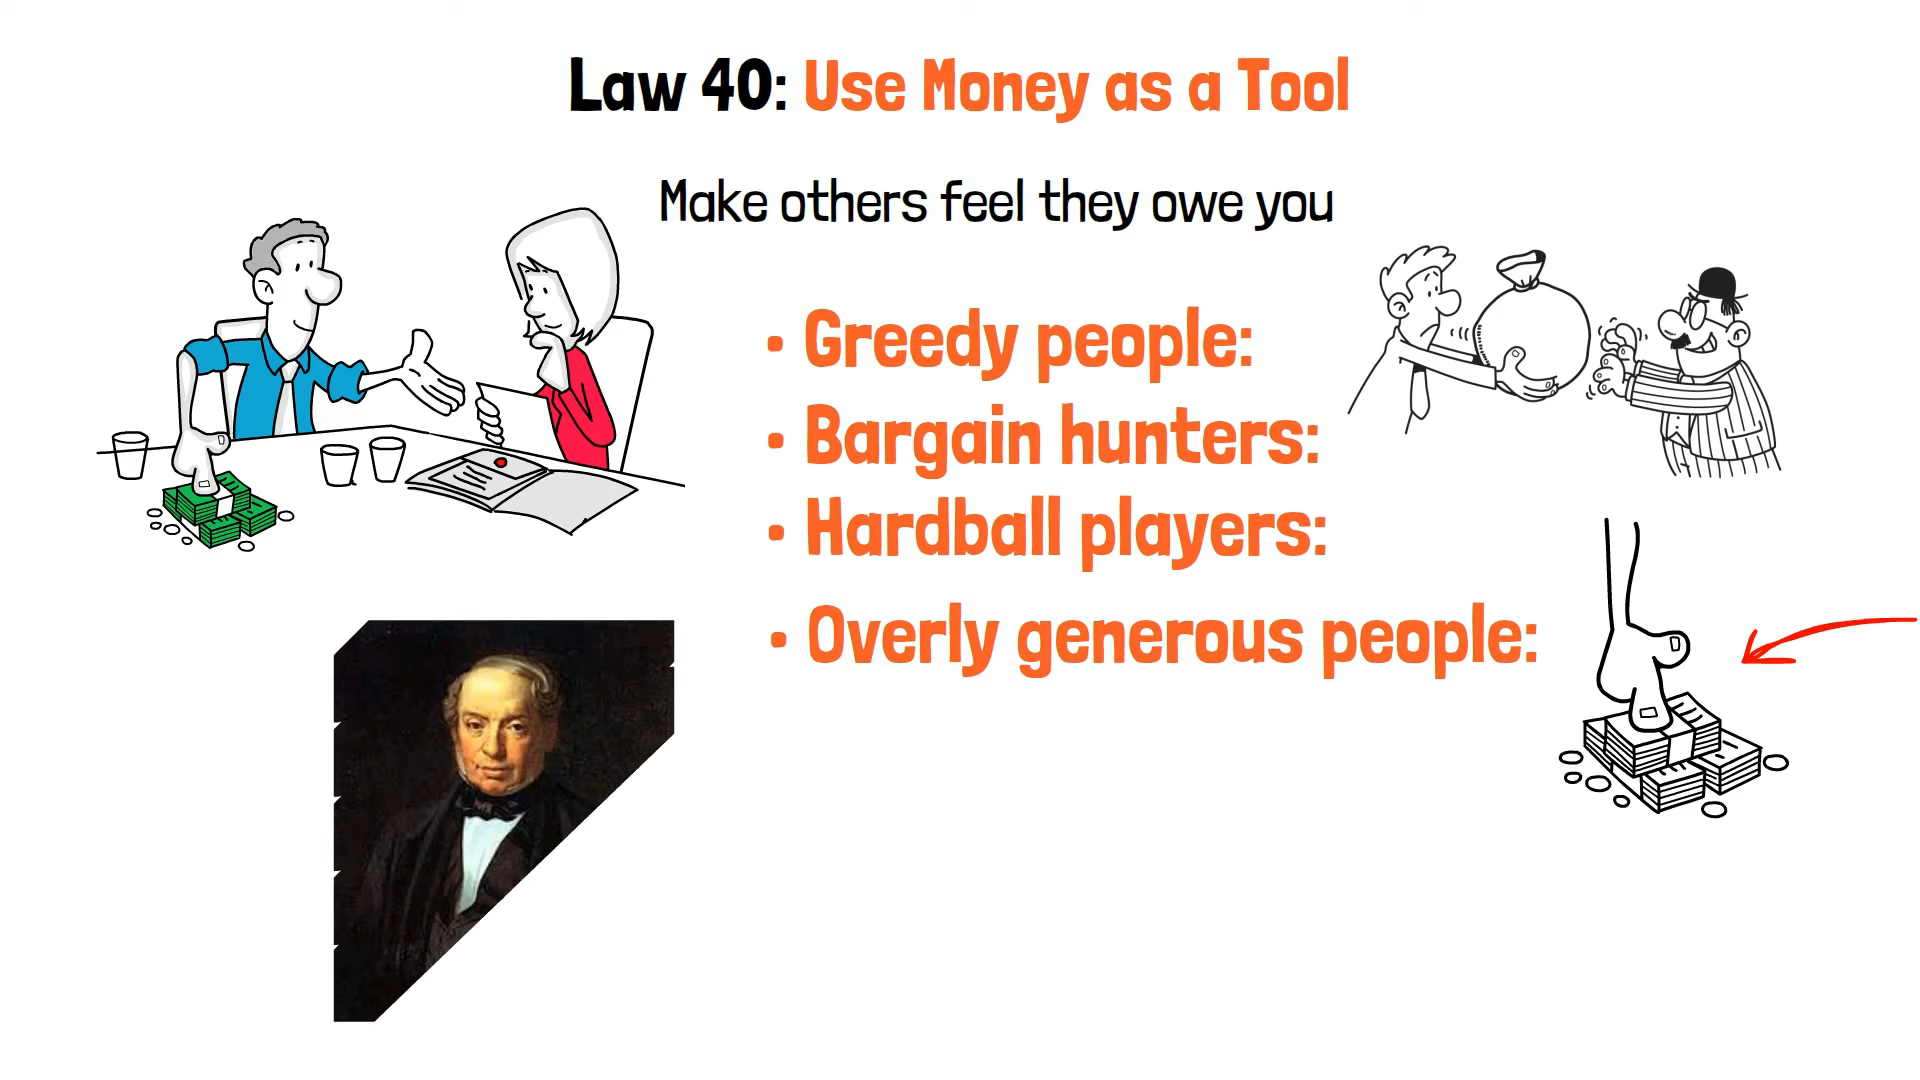 Law 40: Use Money as a Tool
Make others feel they owe you
• Greedy people:
• Bargain hunters:
• Hardball players:
• Overly generous people: